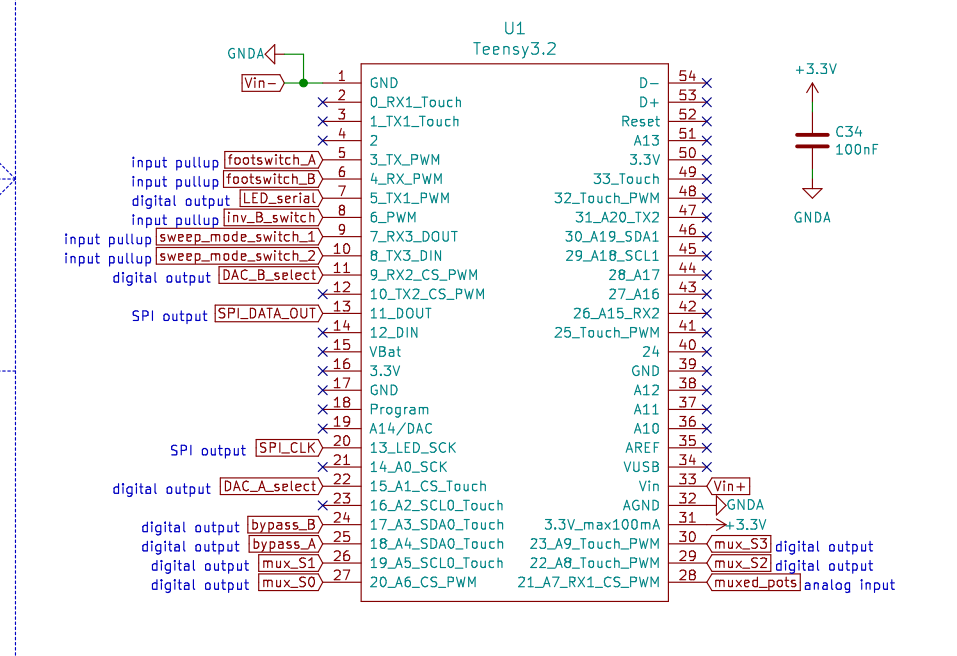 U1
Teensy3.2
GNDA
Vin-
1 GND
2 0_RX1_Touch
3 1_TX1_Touch
4 2
input pullup footswitch_A 5 3_TX_PWM
input pullup footswitch_B 6 4_RX_PWM
digital output LED_serial 7 5_TX1_PWM
input pullup inv_B_switch 8 6_PWM
input pullup sweep_mode_switch_1 9 7_RX3_DOUT
input pullup sweep_mode_switch_2 10 8_TX3_DIN
digital output DAC_B_select 11 9_RX2_CS_PWM
12 10_TX2_CS_PWM
SPI output SPI_DATA_OUT 13 11_DOUT
14 12_DIN
15 VBat
16 3.3V
17 GND
18 Program
19 A14/DAC
SPI output SPI_CLK 20 13_LED_SCK
21 14_A0_SCK
digital output DAC_A_select 22 15_A1_CS_Touch
23 16_A2_SCL0_Touch
digital output bypass_B 24 17_A3_SDA0_Touch
digital output bypass_A 25 18_A4_SDA0_Touch
digital output mux_S1 26 19_A5_SCL0_Touch
digital output mux_S0 27 20_A6_CS_PWM
D- 54
D+ 53
Reset 52
A13 51
3.3V 50
33_Touch 49
32_Touch_PWM 48
31_A20_TX2 47
30_A19_SDA1 46
29_A18_SCL1 45
28_A17 44
27_A16 43
26_A15_RX2 42
25_Touch_PWM 41
24 40
GND 39
A12 38
A11 37
A10 36
AREF 35
VUSB 34
Vin 33 Vin+
AGND 32 GNDA
3.3V_max100mA 31 +3.3V
23_A9_Touch_PWM 30 mux_S3 digital output
22_A8_Touch_PWM 29 mux_S2 digital output
21_A7_RX1_CS_PWM 28 muxed_pots analog input
+3.3V
C34
100nF
GNDA